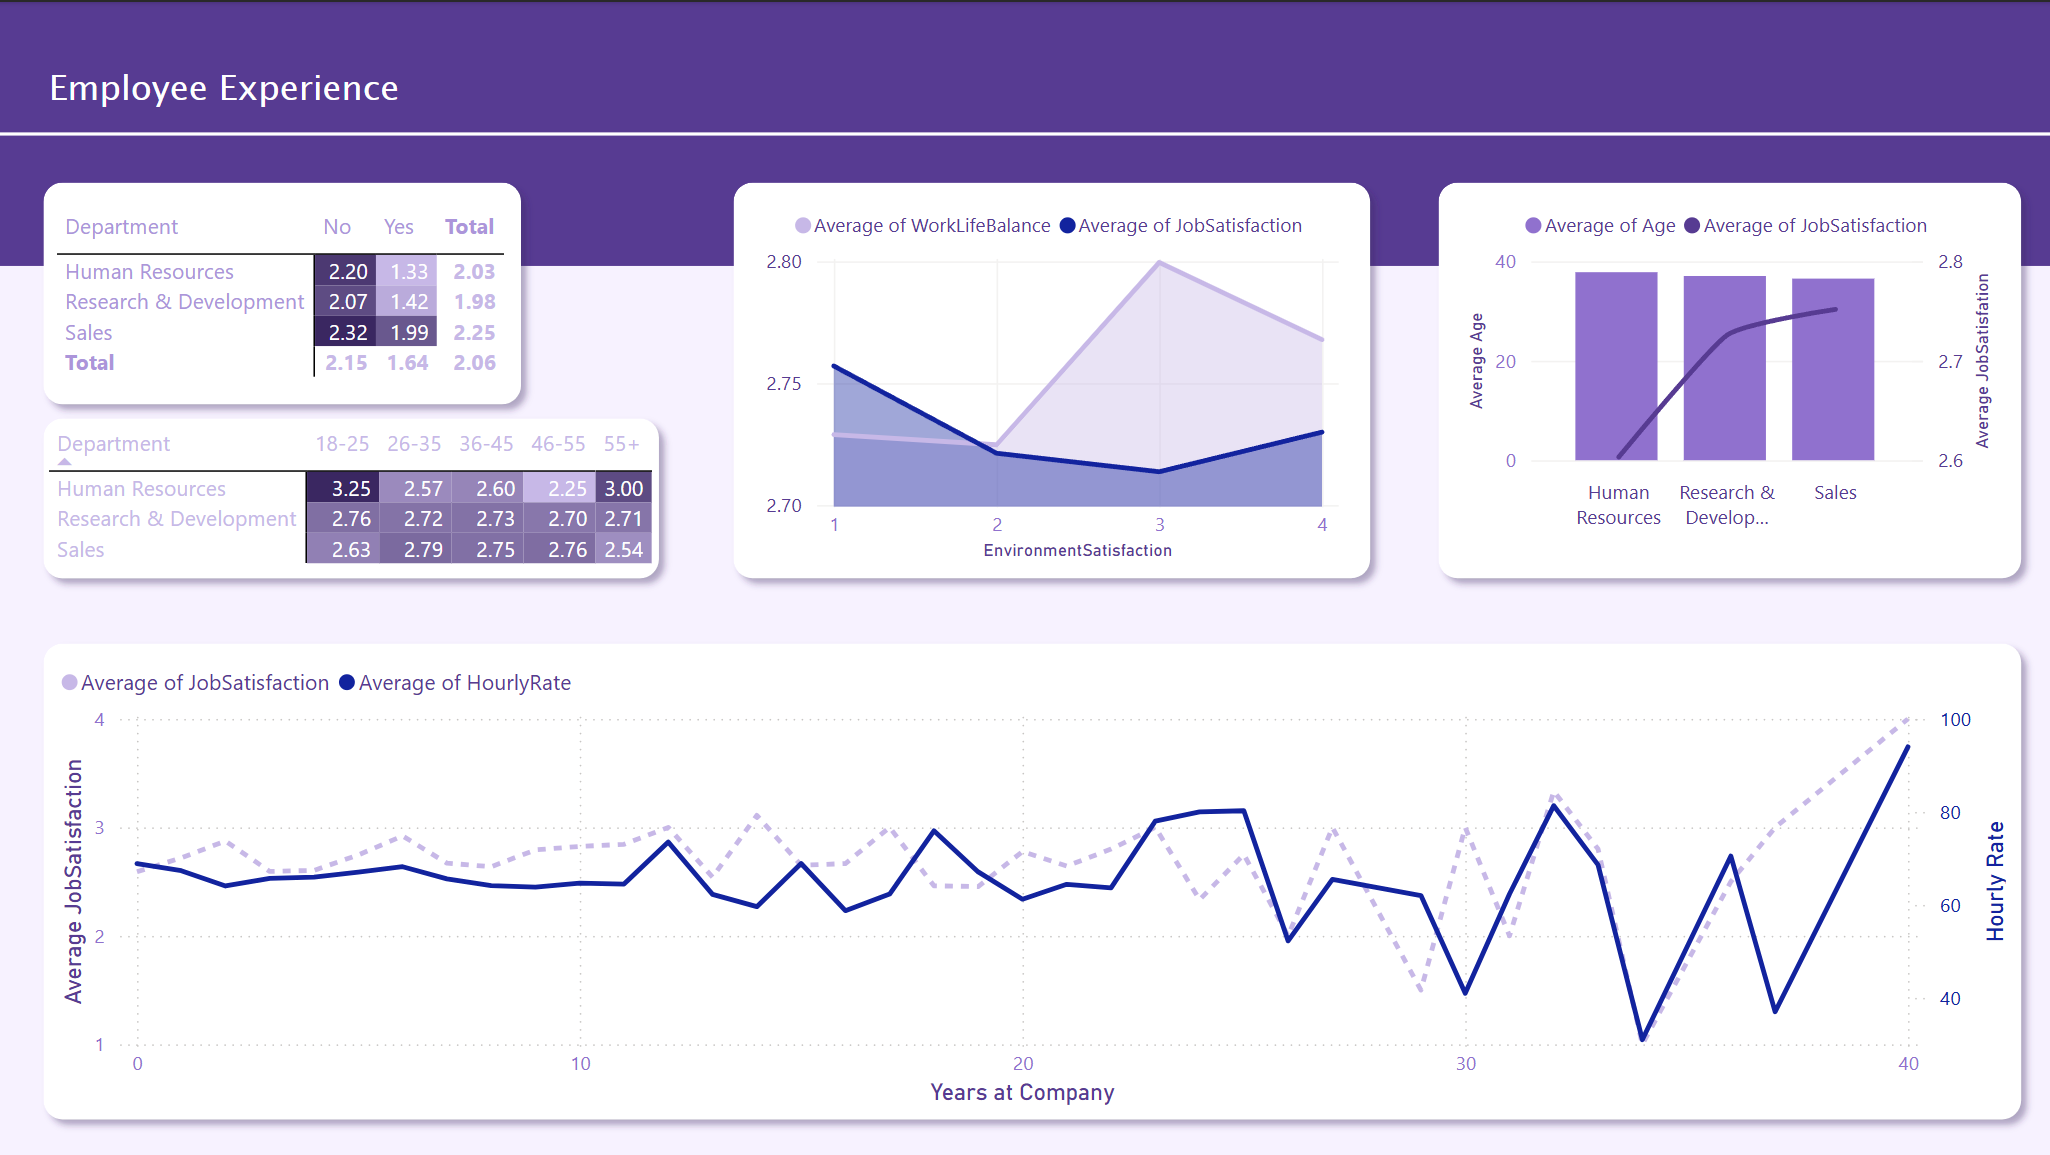 Employee Experience
Department No Yes Total
Human Resources 2.20 1.33 2.03
Research & Development 2.07 1.42 1.98
Sales 2.32 1.99 2.25
Total 2.15 1.64 2.06
Department 18-25 26-35 36-45 46-55 55+
Human Resources 3.25 2.57 2.60 2.25 3.00
Research & Development 2.76 2.72 2.73 2.70 2.71
Sales 2.63 2.79 2.75 2.76 2.54
Average of WorkLifeBalance Average of JobSatisfaction
2.80
2.75
2.70
1 2 3 4
EnvironmentSatisfaction
Average of Age Average of JobSatisfaction
Average Age
40
20
0
2.8
2.7
2.6
Average JobSatisfation
Human
Resources
Research &
Develop...
Sales
Average of JobSatisfaction Average of HourlyRate
Average JobSatisfaction
4
3
2
1
100
80
60
40
Hourly Rate
0 10 20 30 40
Years at Company